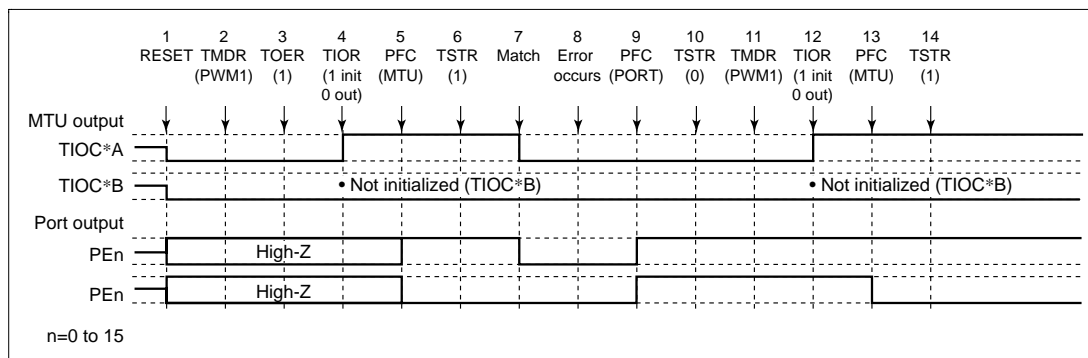 1 2 3 4 5 6 7 8 9 10 11 12 13 14
RESET TMDR TOER TIOR PFC TSTR Match Error PFC TSTR TMDR TIOR PFC TSTR
(PWM1) (1) (1 init (MTU) (1) occurs (PORT) (0) (PWM1) (1 init (MTU) (1)
0 out) 0 out)
MTU output
TIOC*A
TIOC*B • Not initialized (TIOC*B) • Not initialized (TIOC*B)
Port output
PEn High-Z
PEn High-Z
n=0 to 15